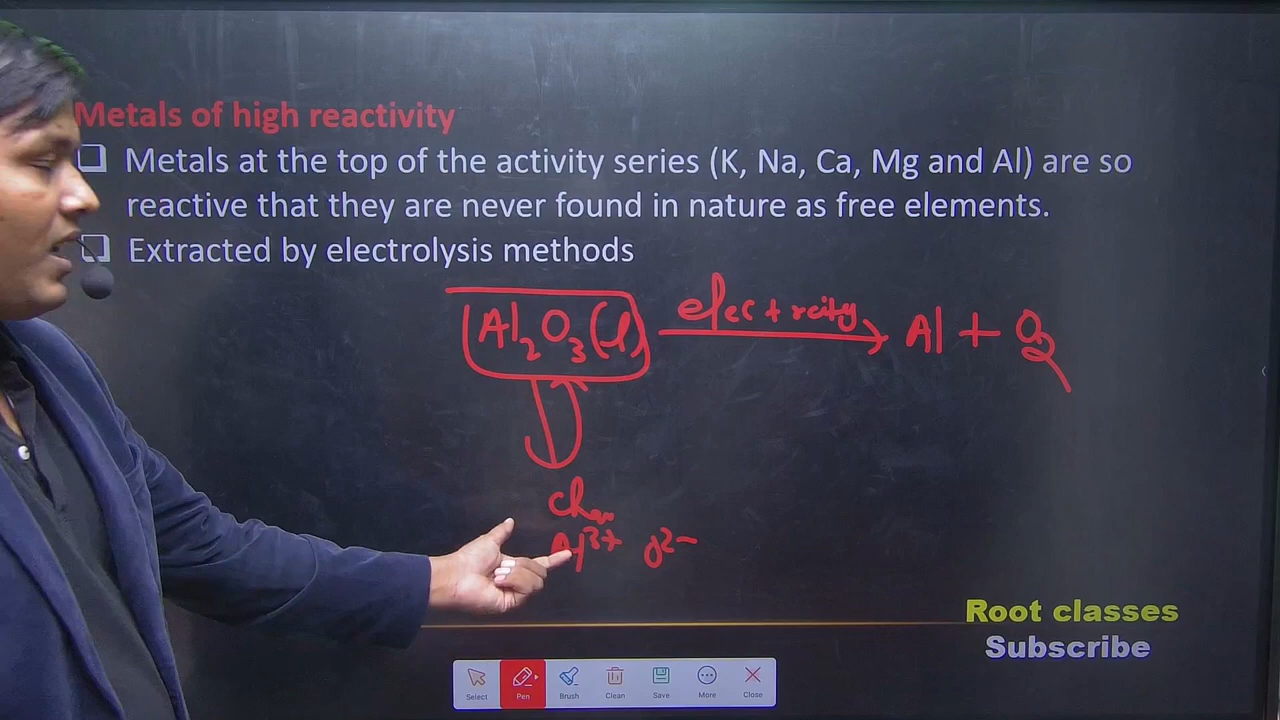 Metals of high reactivity
Metals at the top of the activity series (K, Na, Ca, Mg and Al) are so
reactive that they are never found in nature as free elements.
Extracted by electrolysis methods
Al₂O₃(l) electricity Al + O₂
Al³⁺ O²⁻
Root classes
Subscribe
Select Pen Brush Clean Save More Close